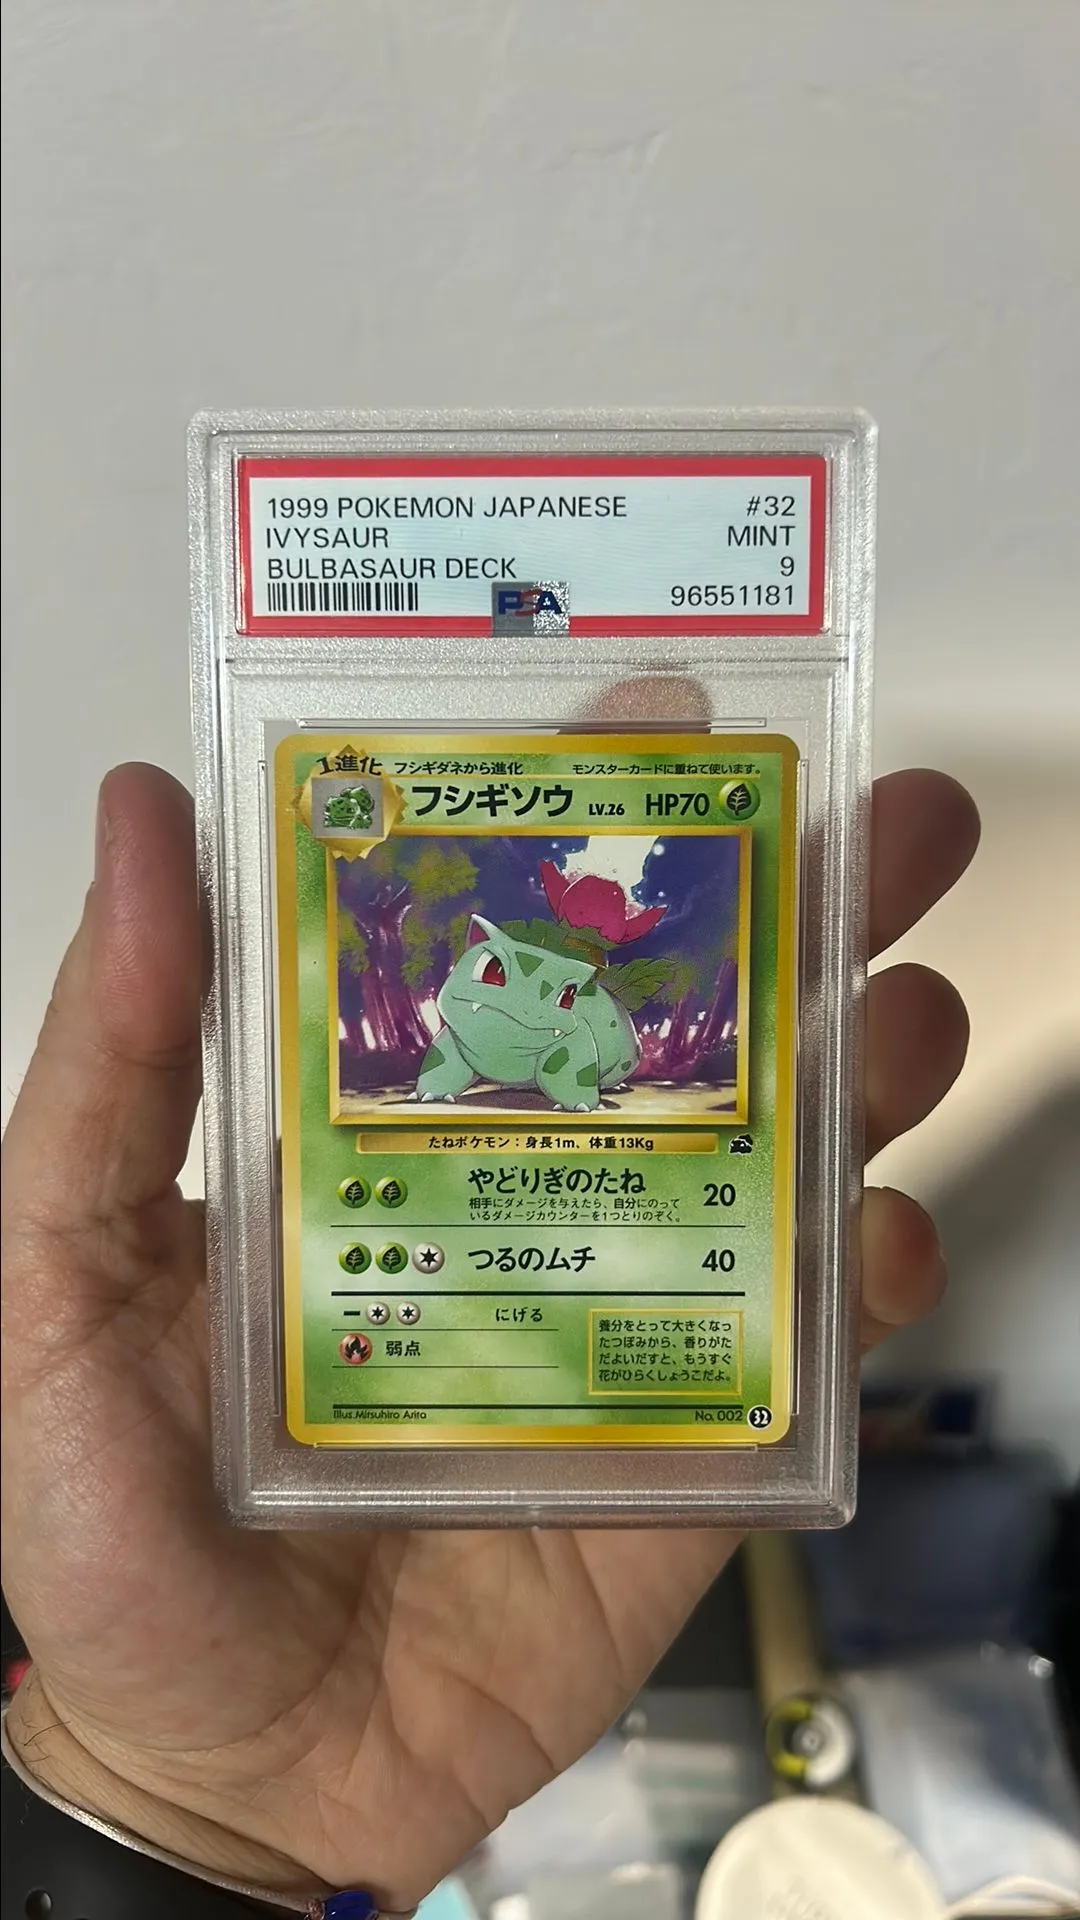 1999 POKEMON JAPANESE #32
IVYSAUR MINT
BULBASAUR DECK 9
PSA 96551181
1進化 フシギダネから進化 モンスターカードに重ねて使います。
フシギソウ LV.26 HP70
たねポケモン：身長1m、体重13Kg
やどりぎのたね 20
相手にダメージを与えたら、自分にのって
いるダメージカウンターを1つとりのぞく。
つるのムチ 40
にげる
弱点
養分をとって大きくなっ
たつぼみから、香りがた
だよいだすと、もうすぐ
花がひらくしょうこだよ。
Illus.Mitsuhiro Arita No.002 32